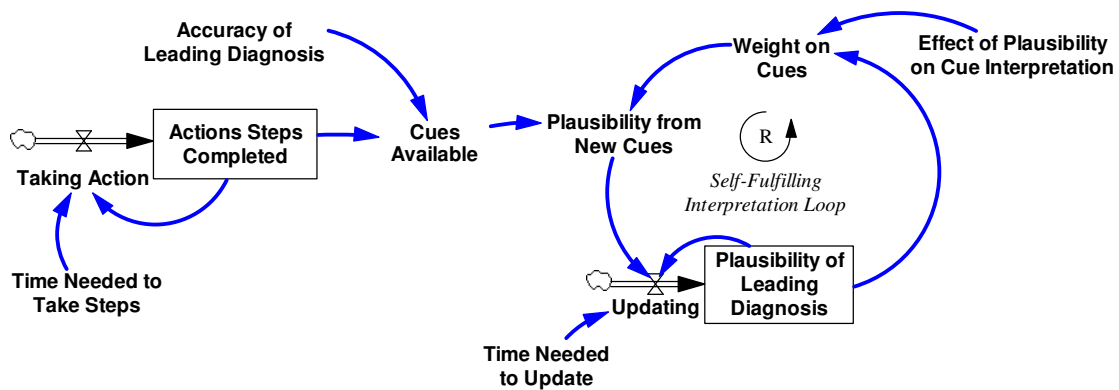 Accuracy of
Leading Diagnosis
Actions Steps
Completed
Taking Action
Cues
Available
Time Needed to
Take Steps
Weight on
Cues
Effect of Plausibility
on Cue Interpretation
Plausibility from
New Cues
R
Self-Fulfilling
Interpretation Loop
Plausibility of
Leading
Diagnosis
Updating
Time Needed
to Update